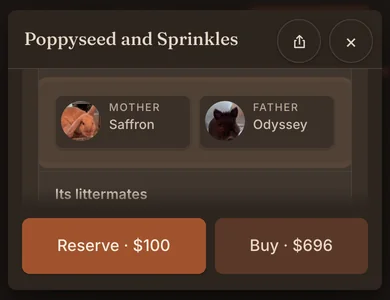 Poppyseed and Sprinkles
MOTHER
Saffron
FATHER
Odyssey
Its littermates
Reserve · $100
Buy · $696